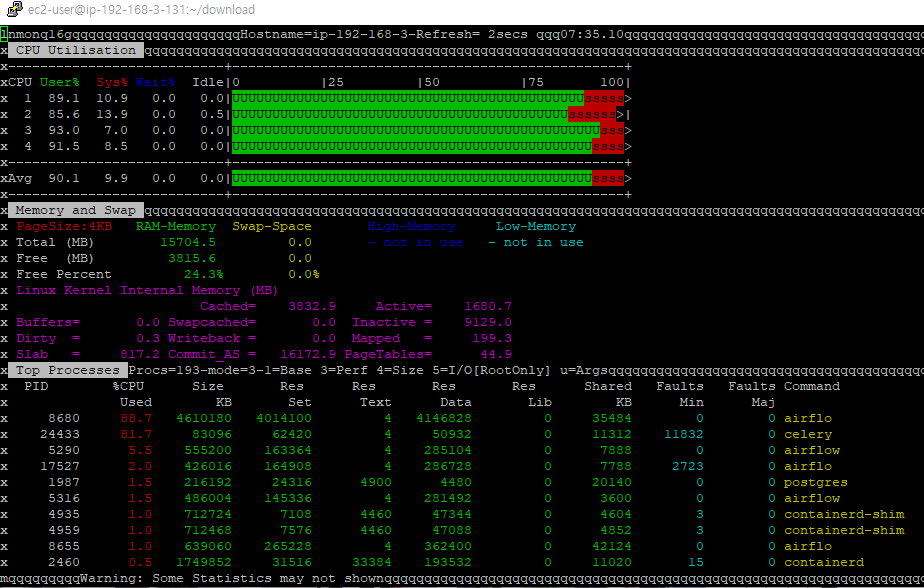 ec2-user@ip-192-168-3-131:~/download
lnmonq16gqqqqqqqqqqqqqqqqqqqqqHostname=ip-192-168-3-Refresh= 2secs qqq07:35.10qqqqqqqqqqqqqqqqqqqqqqqqqqqqqqqqqqqqq
x CPU Utilisation qqqqqqqqqqqqqqqqqqqqqqqqqqqqqqqqqqqqqqqqqqqqqqqqqqqqqqqqqqqqqqqqqqqqqqqqqqqqqqqqqqqqqqqqqqqqqqqqq
x---------------------------+-------------------------------------------------+
xCPU User% Sys% Wait% Idle|0 |25 |50 |75 100|
x 1 89.1 10.9 0.0 0.0|UUUUUUUUUUUUUUUUUUUUUUUUUUUUUUUUUUUUUUUUUUUUsssss>
x 2 85.6 13.9 0.0 0.5|UUUUUUUUUUUUUUUUUUUUUUUUUUUUUUUUUUUUUUUUUUssssss>|
x 3 93.0 7.0 0.0 0.0|UUUUUUUUUUUUUUUUUUUUUUUUUUUUUUUUUUUUUUUUUUUUUUsss>
x 4 91.5 8.5 0.0 0.0|UUUUUUUUUUUUUUUUUUUUUUUUUUUUUUUUUUUUUUUUUUUUUssss>
x---------------------------+-------------------------------------------------+
xAvg 90.1 9.9 0.0 0.0|UUUUUUUUUUUUUUUUUUUUUUUUUUUUUUUUUUUUUUUUUUUUUssss>
x---------------------------+-------------------------------------------------+
x Memory and Swap qqqqqqqqqqqqqqqqqqqqqqqqqqqqqqqqqqqqqqqqqqqqqqqqqqqqqqqqqqqqqqqqqqqqqqqqqqqqqqqqqqqqqqqqqqqqqqqqq
x PageSize:4KB RAM-Memory Swap-Space High-Memory Low-Memory
x Total (MB) 15704.5 0.0 - not in use - not in use
x Free (MB) 3815.6 0.0
x Free Percent 24.3% 0.0%
x Linux Kernel Internal Memory (MB)
x Cached= 3832.9 Active= 1680.7
x Buffers= 0.0 Swapcached= 0.0 Inactive = 9129.0
x Dirty = 0.3 Writeback = 0.0 Mapped = 199.3
x Slab = 817.2 Commit_AS = 16172.9 PageTables= 44.9
x Top Processes Procs=193-mode=3-1=Base 3=Perf 4=Size 5=I/O[RootOnly] u=Argsqqqqqqqqqqqqqqqqqqqqqqqqqqqqqqqqqqqqqqq
x PID %CPU Size Res Res Res Res Shared Faults Faults Command
x Used KB Set Text Data Lib KB Min Maj
x 8680 88.7 4610180 4014100 4 4146828 0 35484 0 0 airflo
x 24433 81.7 83096 62420 4 50932 0 11312 11832 0 celery
x 5290 5.5 555200 163364 4 285104 0 7888 0 0 airflow
x 17527 2.0 426016 164908 4 286728 0 7788 2723 0 airflo
x 1987 1.5 216192 24316 4900 4480 0 20140 0 0 postgres
x 5316 1.5 486004 145336 4 281492 0 3600 0 0 airflow
x 4935 1.0 712724 7108 4460 47344 0 4604 3 0 containerd-shim
x 4959 1.0 712468 7576 4460 47088 0 4852 3 0 containerd-shim
x 8655 1.0 639060 265228 4 362400 0 42124 0 0 airflo
x 2460 0.5 1749852 31516 33384 193532 0 11020 15 0 containerd
mqqqqqqqqqWarning: Some Statistics may not shownqqqqqqqqqqqqqqqqqqqqqqqqqqqqqqqqqqqqqqqqqqqqqqqqqqqqqqqqqqqqqqqqqqq